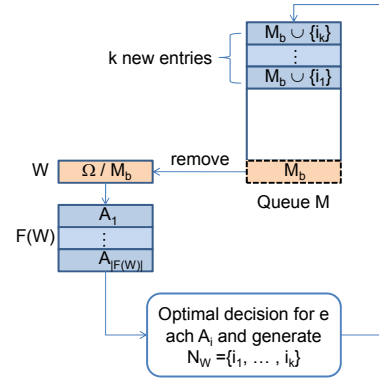 M_b ∪ {i_k}
⋮
k new entries
M_b ∪ {i_1}
remove
W
Ω / M_b
M_b
Queue M
A_1
F(W)
⋮
A_|F(W)|
Optimal decision for e
ach A_i and generate
N_W ={i_1, … , i_k}